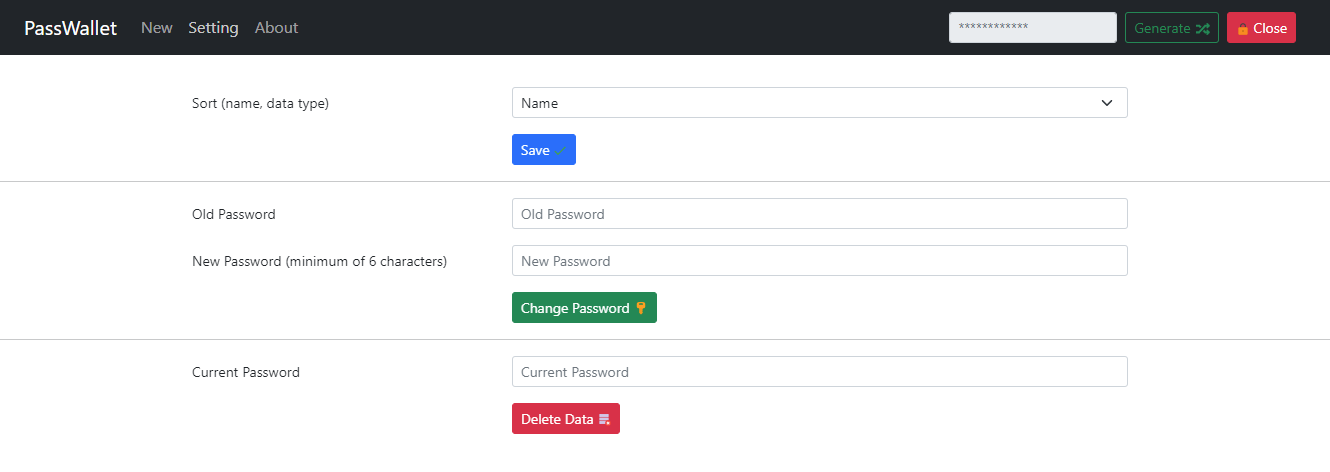 PassWallet New Setting About ************ Generate Close
Sort (name, data type) Name
Save
Old Password Old Password
New Password (minimum of 6 characters) New Password
Change Password
Current Password Current Password
Delete Data